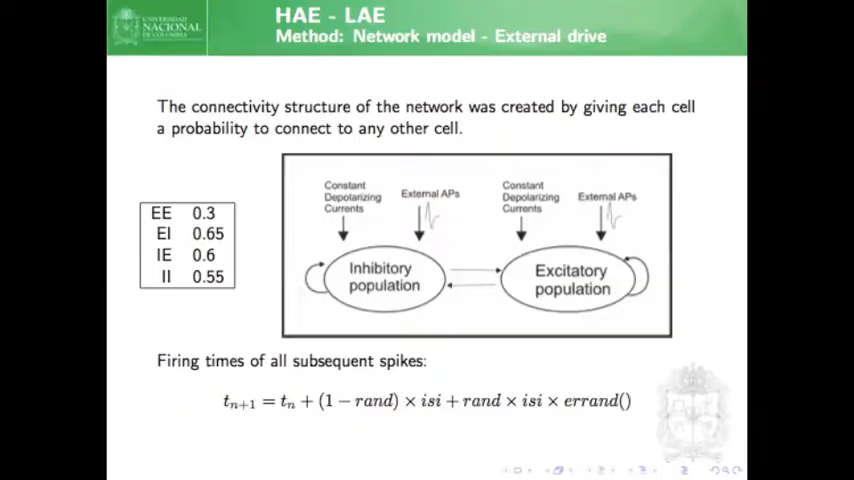 UNIVERSIDAD
NACIONAL
DE COLOMBIA
HAE - LAE
Method: Network model - External drive
The connectivity structure of the network was created by giving each cell
a probability to connect to any other cell.
EE 0.3
EI 0.65
IE 0.6
II 0.55
Constant
Depolarizing
Currents
External APs
Constant
Depolarizing
Currents
External APs
Inhibitory
population
Excitatory
population
Firing times of all subsequent spikes:
tₙ₊₁ = tₙ + (1 − rand) × isi + rand × isi × errand()